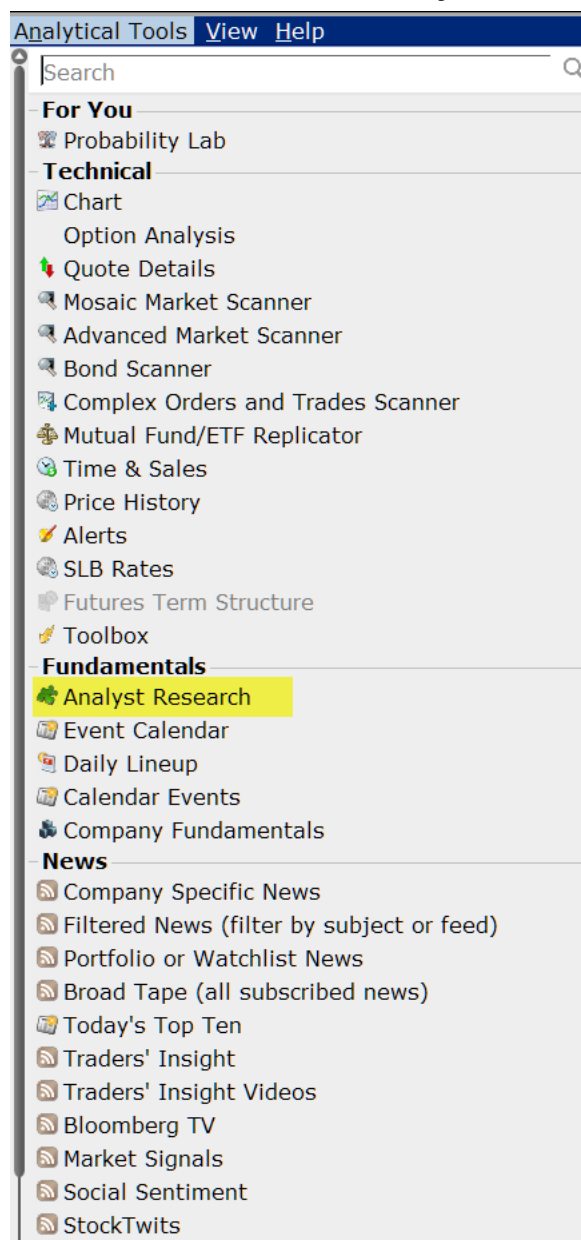 Analytical Tools View Help
Search
For You
Probability Lab
Technical
Chart
Option Analysis
Quote Details
Mosaic Market Scanner
Advanced Market Scanner
Bond Scanner
Complex Orders and Trades Scanner
Mutual Fund/ETF Replicator
Time & Sales
Price History
Alerts
SLB Rates
Futures Term Structure
Toolbox
Fundamentals
Analyst Research
Event Calendar
Daily Lineup
Calendar Events
Company Fundamentals
News
Company Specific News
Filtered News (filter by subject or feed)
Portfolio or Watchlist News
Broad Tape (all subscribed news)
Today's Top Ten
Traders' Insight
Traders' Insight Videos
Bloomberg TV
Market Signals
Social Sentiment
StockTwits